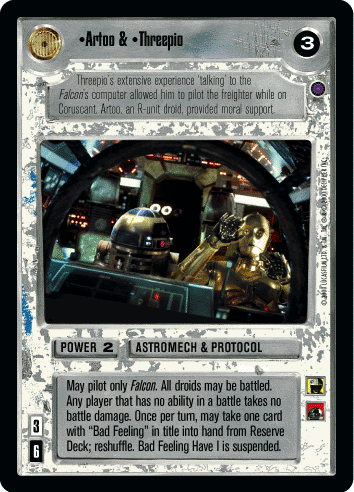 •Artoo & •Threepio
3
Threepio's extensive experience 'talking' to the
Falcon's computer allowed him to pilot the freighter while on
Coruscant. Artoo, an R-unit droid, provided moral support.
POWER 2
ASTROMECH & PROTOCOL
May pilot only Falcon. All droids may be battled.
Any player that has no ability in a battle takes no
battle damage. Once per turn, may take one card
with “Bad Feeling” in title into hand from Reserve
Deck; reshuffle. Bad Feeling Have I is suspended.
3
6